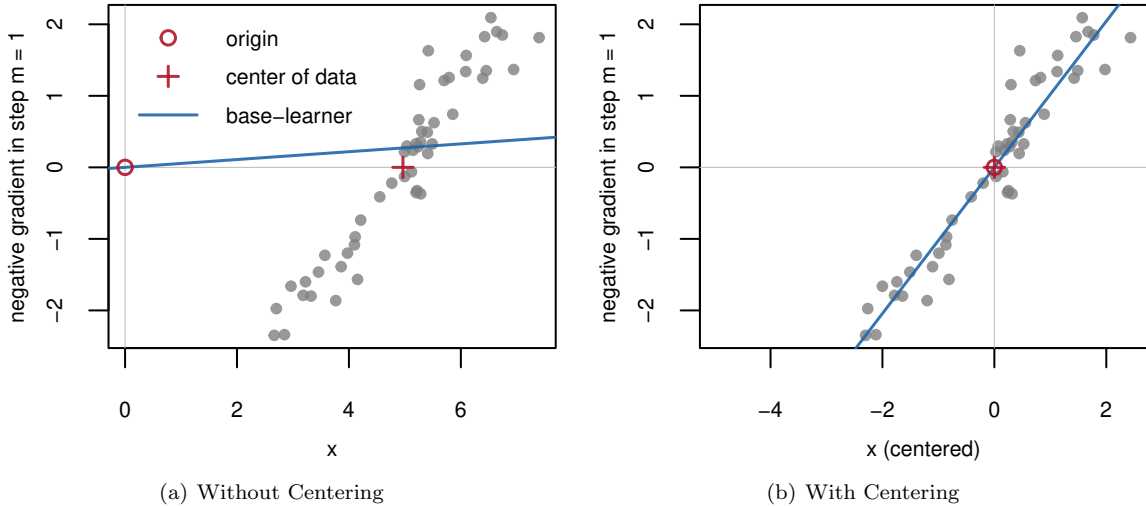 negative gradient in step m = 1
2
1
0
−1
−2
origin
center of data
base−learner
0
2
4
6
x
(a) Without Centering
negative gradient in step m = 1
2
1
0
−1
−2
−4
−2
0
2
x (centered)
(b) With Centering